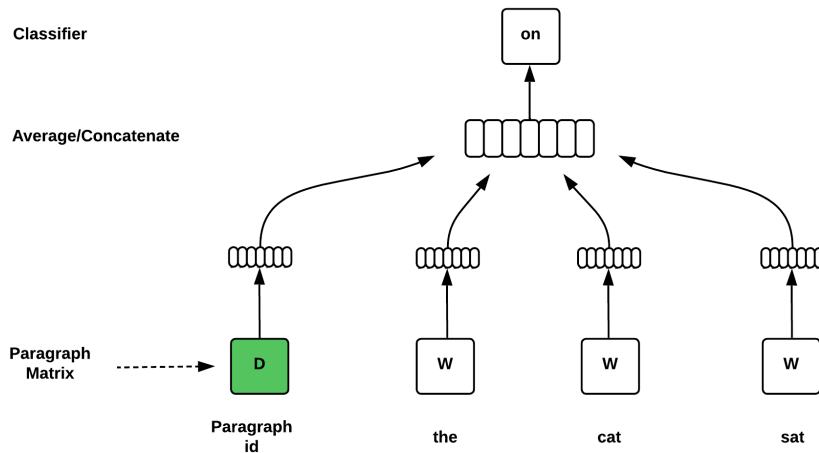 Classifier
on
Average/Concatenate
Paragraph
Matrix
D
W
W
W
Paragraph
id
the
cat
sat